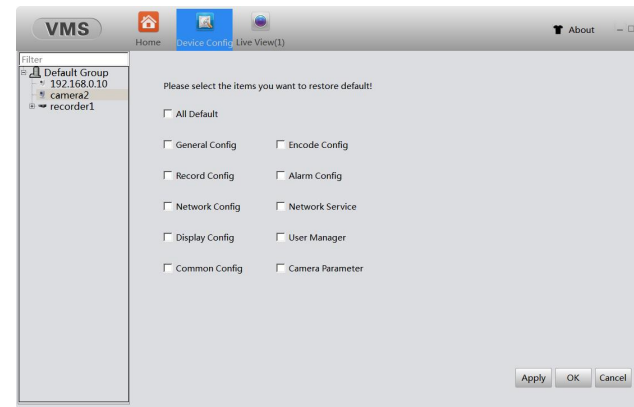 VMS
Home
Device Config
Live View(1)
About
Filter
Default Group
192.168.0.10
camera2
recorder1
Please select the items you want to restore default!
All Default
General Config
Encode Config
Record Config
Alarm Config
Network Config
Network Service
Display Config
User Manager
Common Config
Camera Parameter
Apply
OK
Cancel